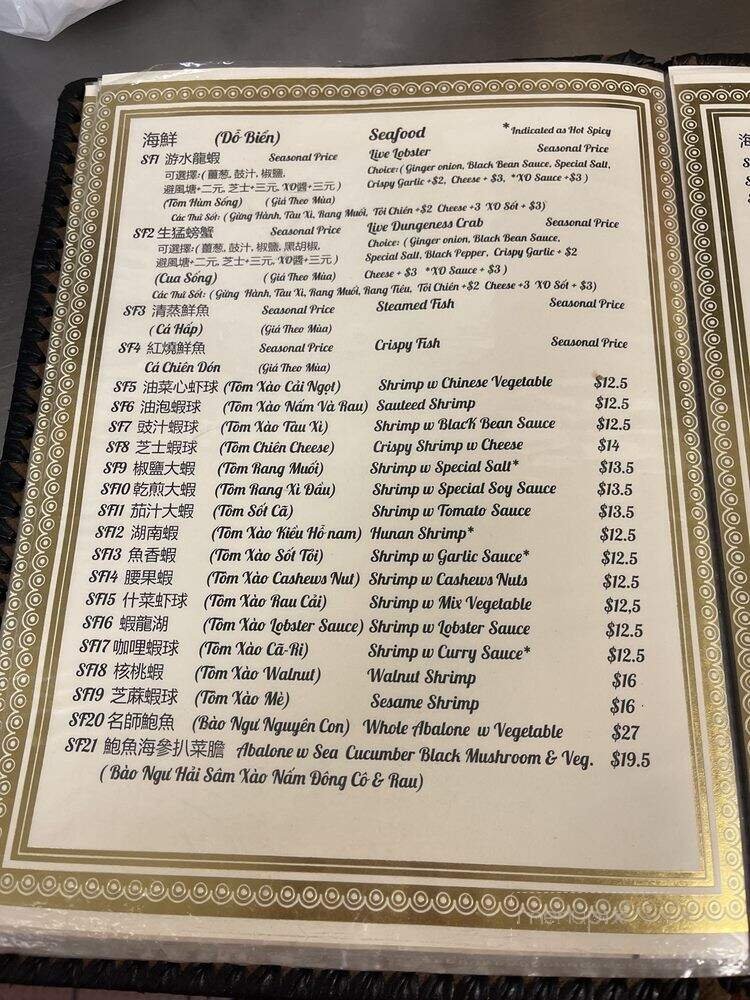 海鮮 (Dồ Biển) Seafood * Indicaled as Hot Spicy
SF1 游水龍蝦 Seasonal Price Live Lobster Seasonal Price
可選擇: ( 薑葱, 鼓汁, 椒鹽, Choice: ( Ginger onion, Black Bean Sauce, Special Salt,
避風塘+二元, 芝士+三元, XO醬+三元 ) Crispy Garlic +$2, Cheese + $3, *XO Sauce +$3 )
(Tôm Hùm Sống) ( Giá Theo Mùa)
Các Thứ Sốt: ( Gừng Hành, Tàu Xì, Rang Muối, Tỏi Chiên +$2 Cheese +3 XO Sốt + $3)
SF2 生猛螃蟹 Seasonal Price Live Dungeness Crab Seasonal Price
可選擇: ( 薑葱, 鼓汁, 椒鹽, 黑胡椒, Choice: ( Ginger onion, Black Bean Sauce,
避風塘+二元, 芝士+三元, XO醬+三元 ) Special Salt, Black Pepper, Crispy Garlic + $2
(Cua Sống) ( Giá Theo Mùa) Cheese + $3 *XO Sauce + $3 )
Các Thứ Sốt: ( Gừng Hành, Tàu Xì, Rang Muối, Rang Tiêu, Tỏi Chiên +$2 Cheese +3 XO Sốt + $3)
SF3 清蒸鮮魚 Seasonal Price Steamed Fish Seasonal Price
( Cá Hấp) (Giá Theo Mùa)
SF4 紅燒鮮魚 Seasonal Price Crispy Fish Seasonal Price
Cá Chiên Dón (Giá Theo Mùa)
SF5 油菜心虾球 (Tôm Xào Cải Ngọt) Shrimp w Chinese Vegetable $12.5
SF6 油泡蝦球 (Tôm Xào Nấm Và Rau) Sauteed Shrimp $12.5
SF7 豉汁蝦球 (Tôm Xào Tàu Xì) Shrimp w BlacK Bean Sauce $12.5
SF8 芝士蝦球 (Tôm Chiên Cheese) Crispy Shrimp w Cheese $14
SF9 椒鹽大蝦 (Tôm Rang Muối) Shrimp w Special Salt* $13.5
SF10 乾煎大蝦 (Tôm Rang Xì Dầu) Shrimp w Special Soy Sauce $13.5
SF11 茄汁大蝦 (Tôm Sốt Cã) Shrimp w Tomato Sauce $13.5
SF12 湖南蝦 (Tôm Xào Kiểu Hồ nam) Hunan Shrimp* $12.5
SF13 魚香蝦 (Tôm Xào Sốt Tỏi) Shrimp w Garlic Sauce* $12.5
SF14 腰果蝦 (Tôm Xào Cashews Nut) Shrimp w Cashews Nuts $12.5
SF15 什菜虾球 (Tôm Xào Rau Cải) Shrimp w Mix Vegetable $12,5
SF16 蝦龍湖 (Tôm Xào Lobster Sauce) Shrimp w Lobster Sauce $12.5
SF17 咖哩蝦球 (Tôm Xào Cã-Ri) Shrimp w Curry Sauce* $12.5
SF18 核桃蝦 (Tôm Xào Walnut) Walnut Shrimp $16
SF19 芝蔴蝦球 (Tôm Xào Mè) Sesame Shrimp $16
SF20 名師鮑魚 (Bào Ngư Nguyên Con) Whole Abalone w Vegetable $27
SF21 鮑魚海參扒菜膽 Abalone w Sea Cucumber Black Mushroom & Veg. $19.5
( Bào Ngư Hải Sâm Xào Nấm Đông Cô & Rau)
menupix